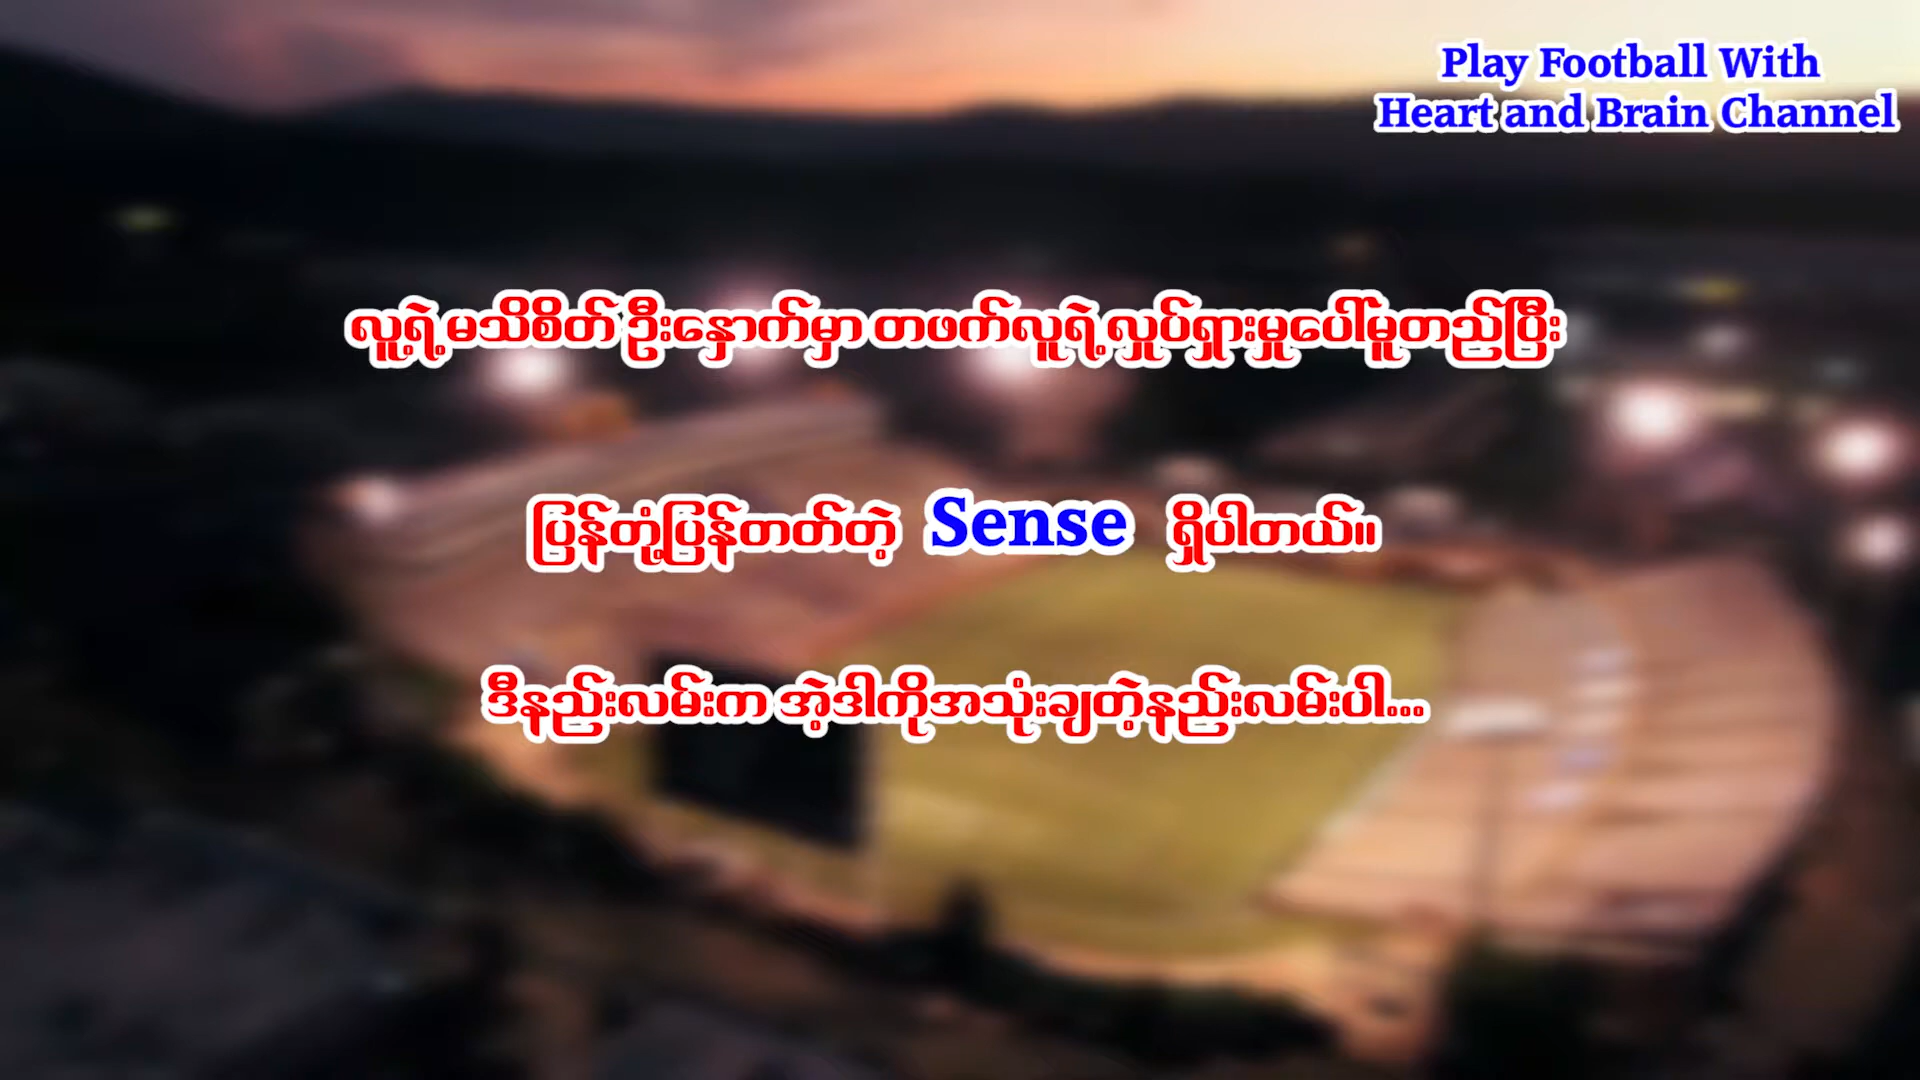 Play Football With
Heart and Brain Channel
လူ့ရဲ့မသိစိတ် ဦးနှောက်မှာ တဖက်လူရဲ့လှုပ်ရှားမှုပေါ်မူတည်ပြီး
ပြန်တုံ့ပြန်တတ်တဲ့ Sense ရှိပါတယ်။
ဒီနည်းလမ်းက အဲ့ဒါကိုအသုံးချတဲ့နည်းလမ်းပါ...